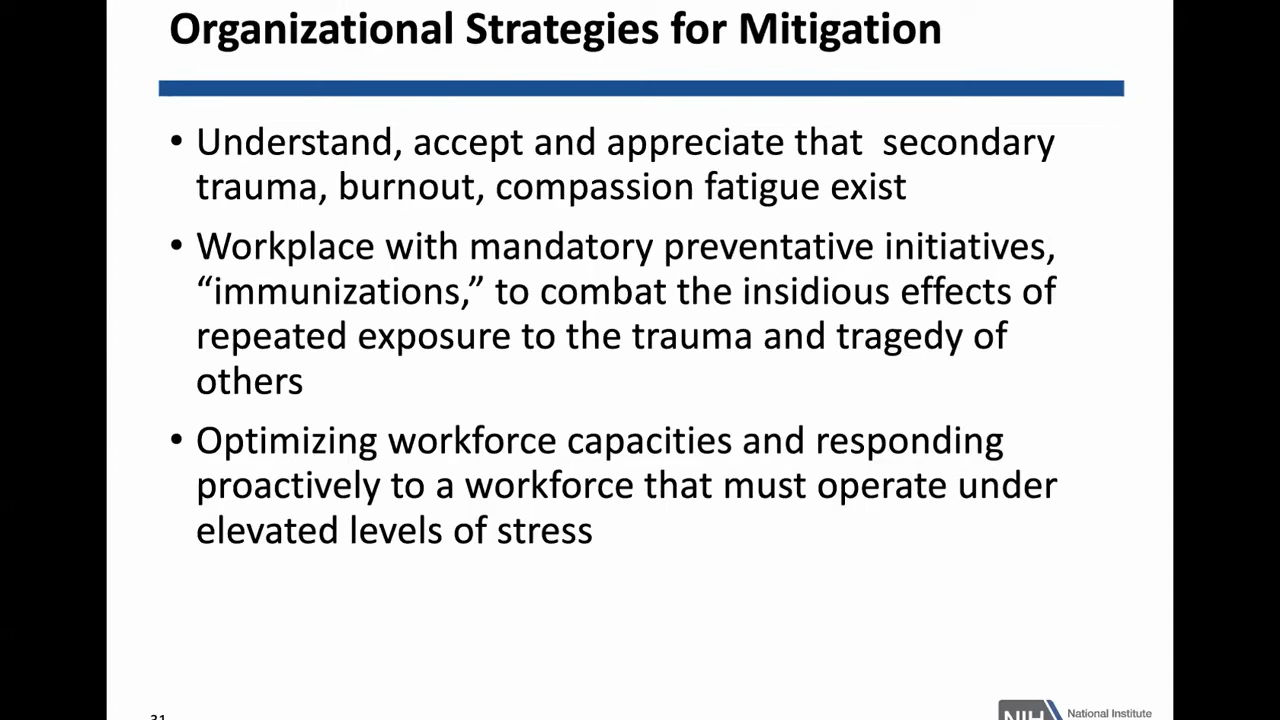 Organizational Strategies for Mitigation
• Understand, accept and appreciate that  secondary
trauma, burnout, compassion fatigue exist
• Workplace with mandatory preventative initiatives,
“immunizations,” to combat the insidious effects of
repeated exposure to the trauma and tragedy of
others
• Optimizing workforce capacities and responding
proactively to a workforce that must operate under
elevated levels of stress
31
NIH
National Institute